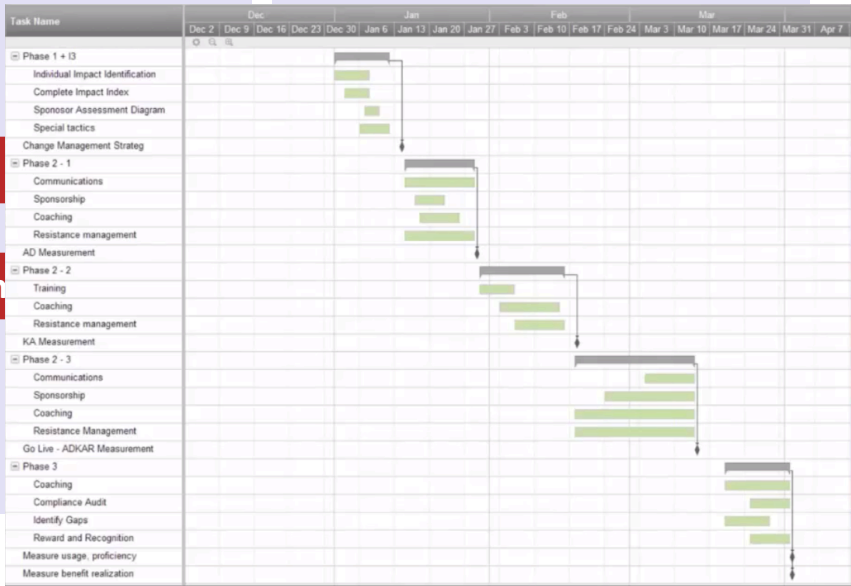 Task Name
Dec Jan Feb Mar
Dec 2 Dec 9 Dec 16 Dec 23 Dec 30 Jan 6 Jan 13 Jan 20 Jan 27 Feb 3 Feb 10 Feb 17 Feb 24 Mar 3 Mar 10 Mar 17 Mar 24 Mar 31 Apr 7
Phase 1 + I3
Individual Impact Identification
Complete Impact Index
Sponosor Assessment Diagram
Special tactics
Change Management Strateg
Phase 2 - 1
Communications
Sponsorship
Coaching
Resistance management
AD Measurement
Phase 2 - 2
Training
Coaching
Resistance management
KA Measurement
Phase 2 - 3
Communications
Sponsorship
Coaching
Resistance Management
Go Live - ADKAR Measurement
Phase 3
Coaching
Compliance Audit
Identify Gaps
Reward and Recognition
Measure usage, proficiency
Measure benefit realization